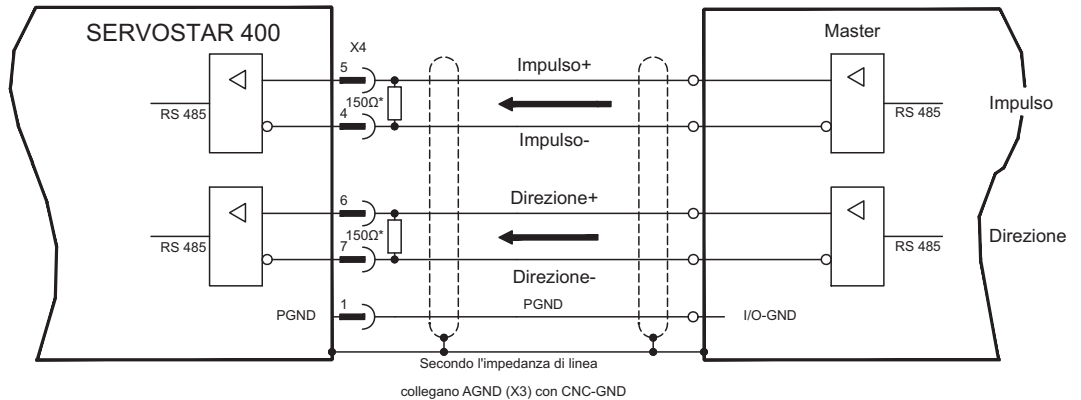 SERVOSTAR 400
Master
X4
5
Impulso+
150Ω*
Impulso
RS 485
RS 485
4
Impulso-
6
Direzione+
150Ω*
Direzione
RS 485
RS 485
7
Direzione-
PGND
1
PGND
I/O-GND
Secondo l'impedanza di linea
collegano AGND (X3) con CNC-GND